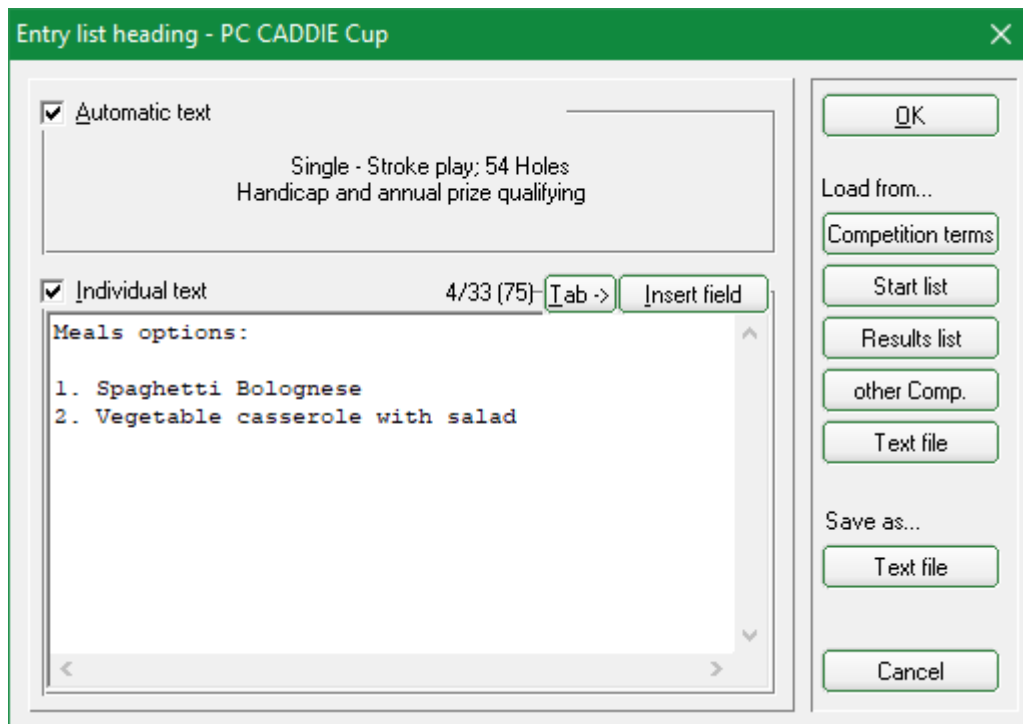 Entry list heading - PC CADDIE Cup
Automatic text
Single - Stroke play; 54 Holes
Handicap and annual prize qualifying
Individual text
4/33 (75)
Tab ->
Insert field
Meals options:
1. Spaghetti Bolognese
2. Vegetable casserole with salad
OK
Load from...
Competition terms
Start list
Results list
other Comp.
Text file
Save as...
Text file
Cancel